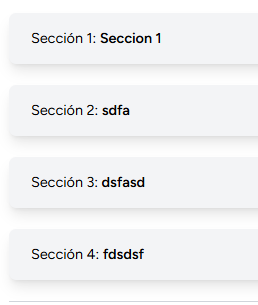 Sección 1: Seccion 1
Sección 2: sdfa
Sección 3: dsfasd
Sección 4: fdsdsf